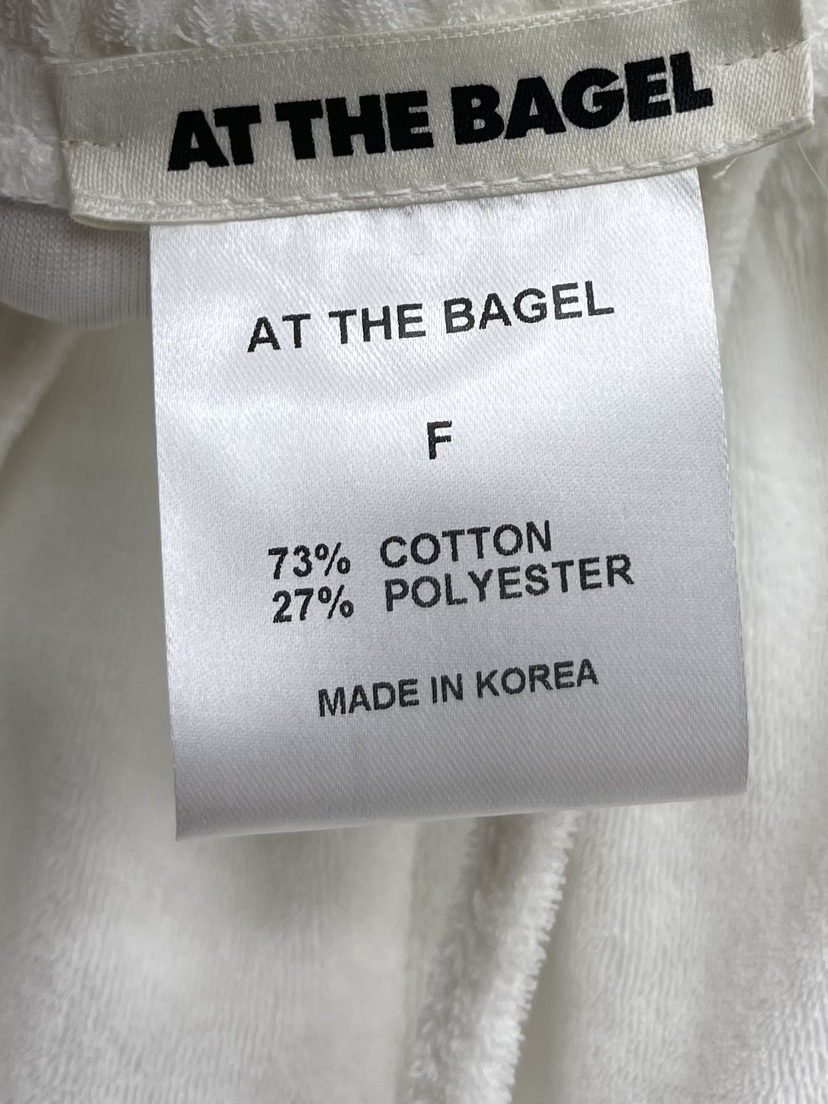 AT THE BAGEL
AT THE BAGEL
F
73% COTTON
27% POLYESTER
MADE IN KOREA